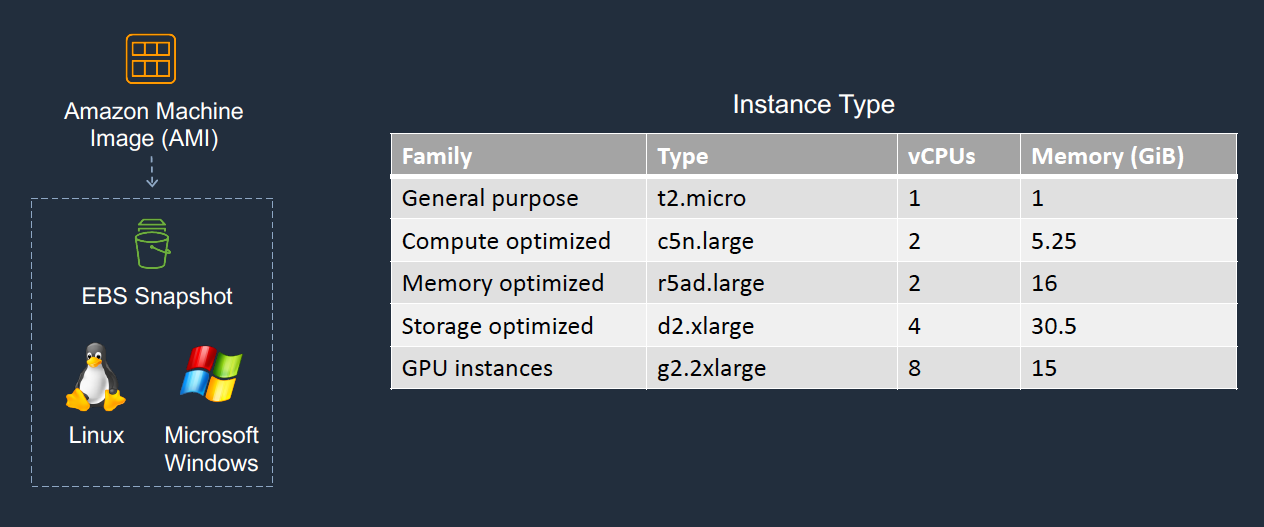 Amazon Machine
Image (AMI)
EBS Snapshot
Linux
Microsoft
Windows
Instance Type
Family Type vCPUs Memory (GiB)
General purpose t2.micro 1 1
Compute optimized c5n.large 2 5.25
Memory optimized r5ad.large 2 16
Storage optimized d2.xlarge 4 30.5
GPU instances g2.2xlarge 8 15